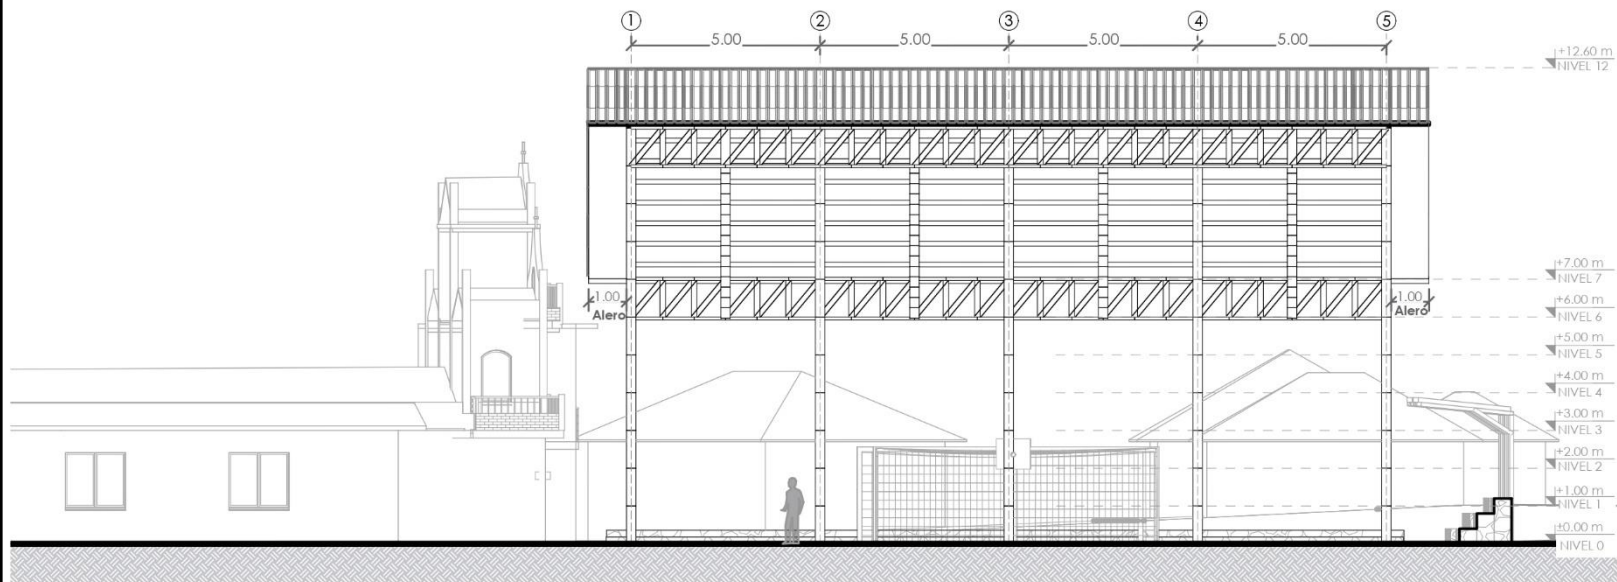 1 2 3 4 5
5.00 5.00 5.00 5.00
+12.60 m
NIVEL 12
+7.00 m
NIVEL 7
1.00
Alero
1.00
Alero
+6.00 m
NIVEL 6
+5.00 m
NIVEL 5
+4.00 m
NIVEL 4
+3.00 m
NIVEL 3
+2.00 m
NIVEL 2
+1.00 m
NIVEL 1
±0.00 m
NIVEL 0